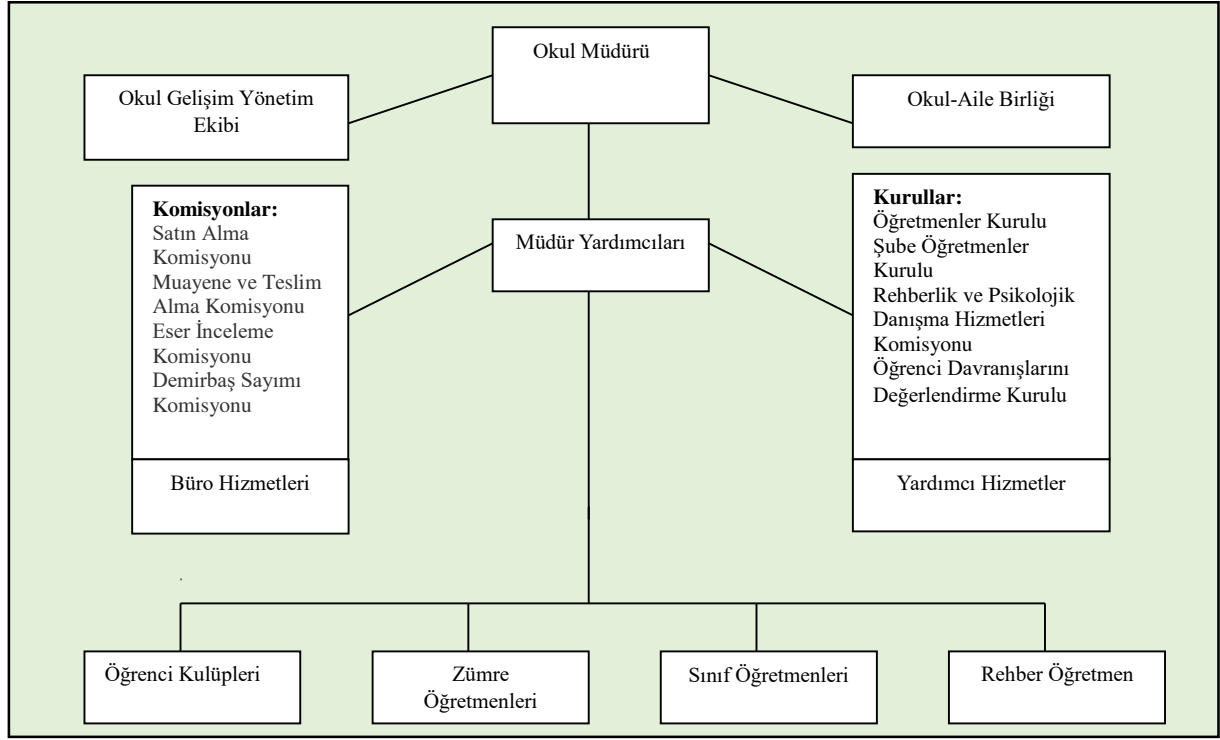 Okul Müdürü
Okul Gelişim Yönetim
Ekibi
Okul-Aile Birliği
Komisyonlar:
Satın Alma
Komisyonu
Muayene ve Teslim
Alma Komisyonu
Eser İnceleme
Komisyonu
Demirbaş Sayımı
Komisyonu
Müdür Yardımcıları
Kurullar:
Öğretmenler Kurulu
Şube Öğretmenler
Kurulu
Rehberlik ve Psikolojik
Danışma Hizmetleri
Komisyonu
Öğrenci Davranışlarını
Değerlendirme Kurulu
Büro Hizmetleri
Yardımcı Hizmetler
Öğrenci Kulüpleri
Zümre
Öğretmenleri
Sınıf Öğretmenleri
Rehber Öğretmen